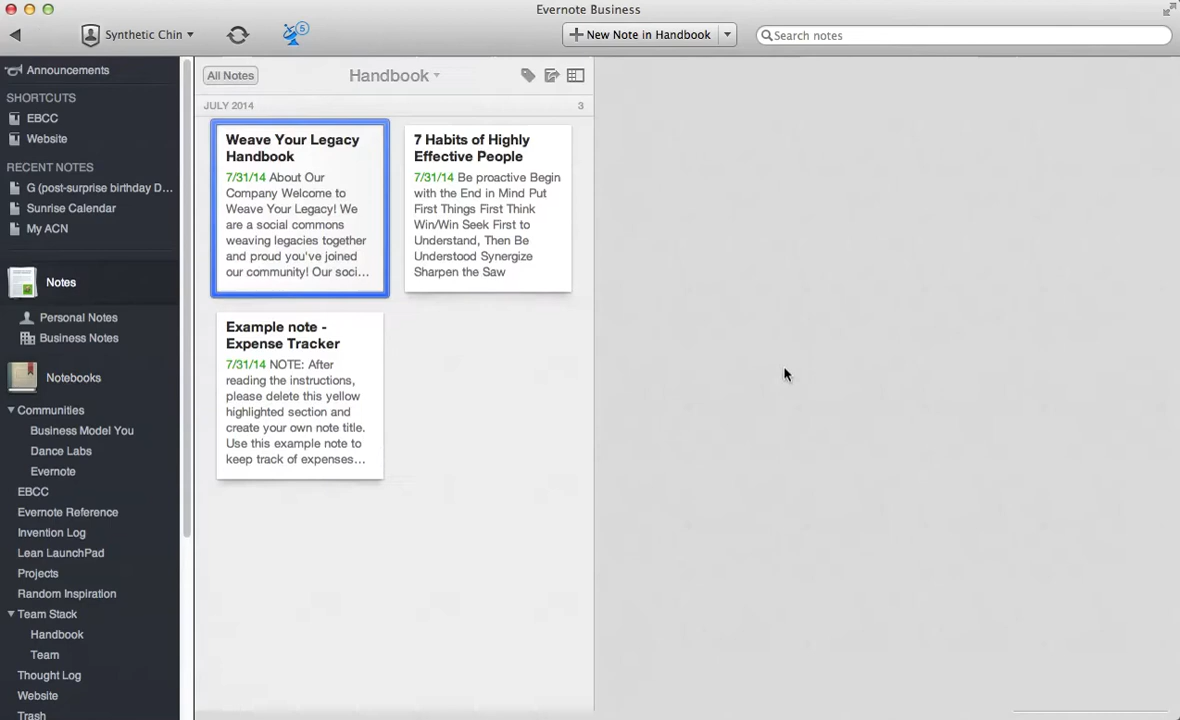 Evernote Business
Synthetic Chin
5
New Note in Handbook
Search notes
Announcements
SHORTCUTS
EBCC
Website
RECENT NOTES
G (post-surprise birthday D...
Sunrise Calendar
My ACN
Notes
Personal Notes
Business Notes
Notebooks
Communities
Business Model You
Dance Labs
Evernote
EBCC
Evernote Reference
Invention Log
Lean LaunchPad
Projects
Random Inspiration
Team Stack
Handbook
Team
Thought Log
Website
Trash
All Notes
Handbook
JULY 2014
3
Weave Your Legacy
Handbook
7/31/14 About Our
Company Welcome to
Weave Your Legacy! We
are a social commons
weaving legacies together
and proud you've joined
our community! Our soci...
7 Habits of Highly
Effective People
7/31/14 Be proactive Begin
with the End in Mind Put
First Things First Think
Win/Win Seek First to
Understand, Then Be
Understood Synergize
Sharpen the Saw
Example note -
Expense Tracker
7/31/14 NOTE: After
reading the instructions,
please delete this yellow
highlighted section and
create your own note title.
Use this example note to
keep track of expenses...